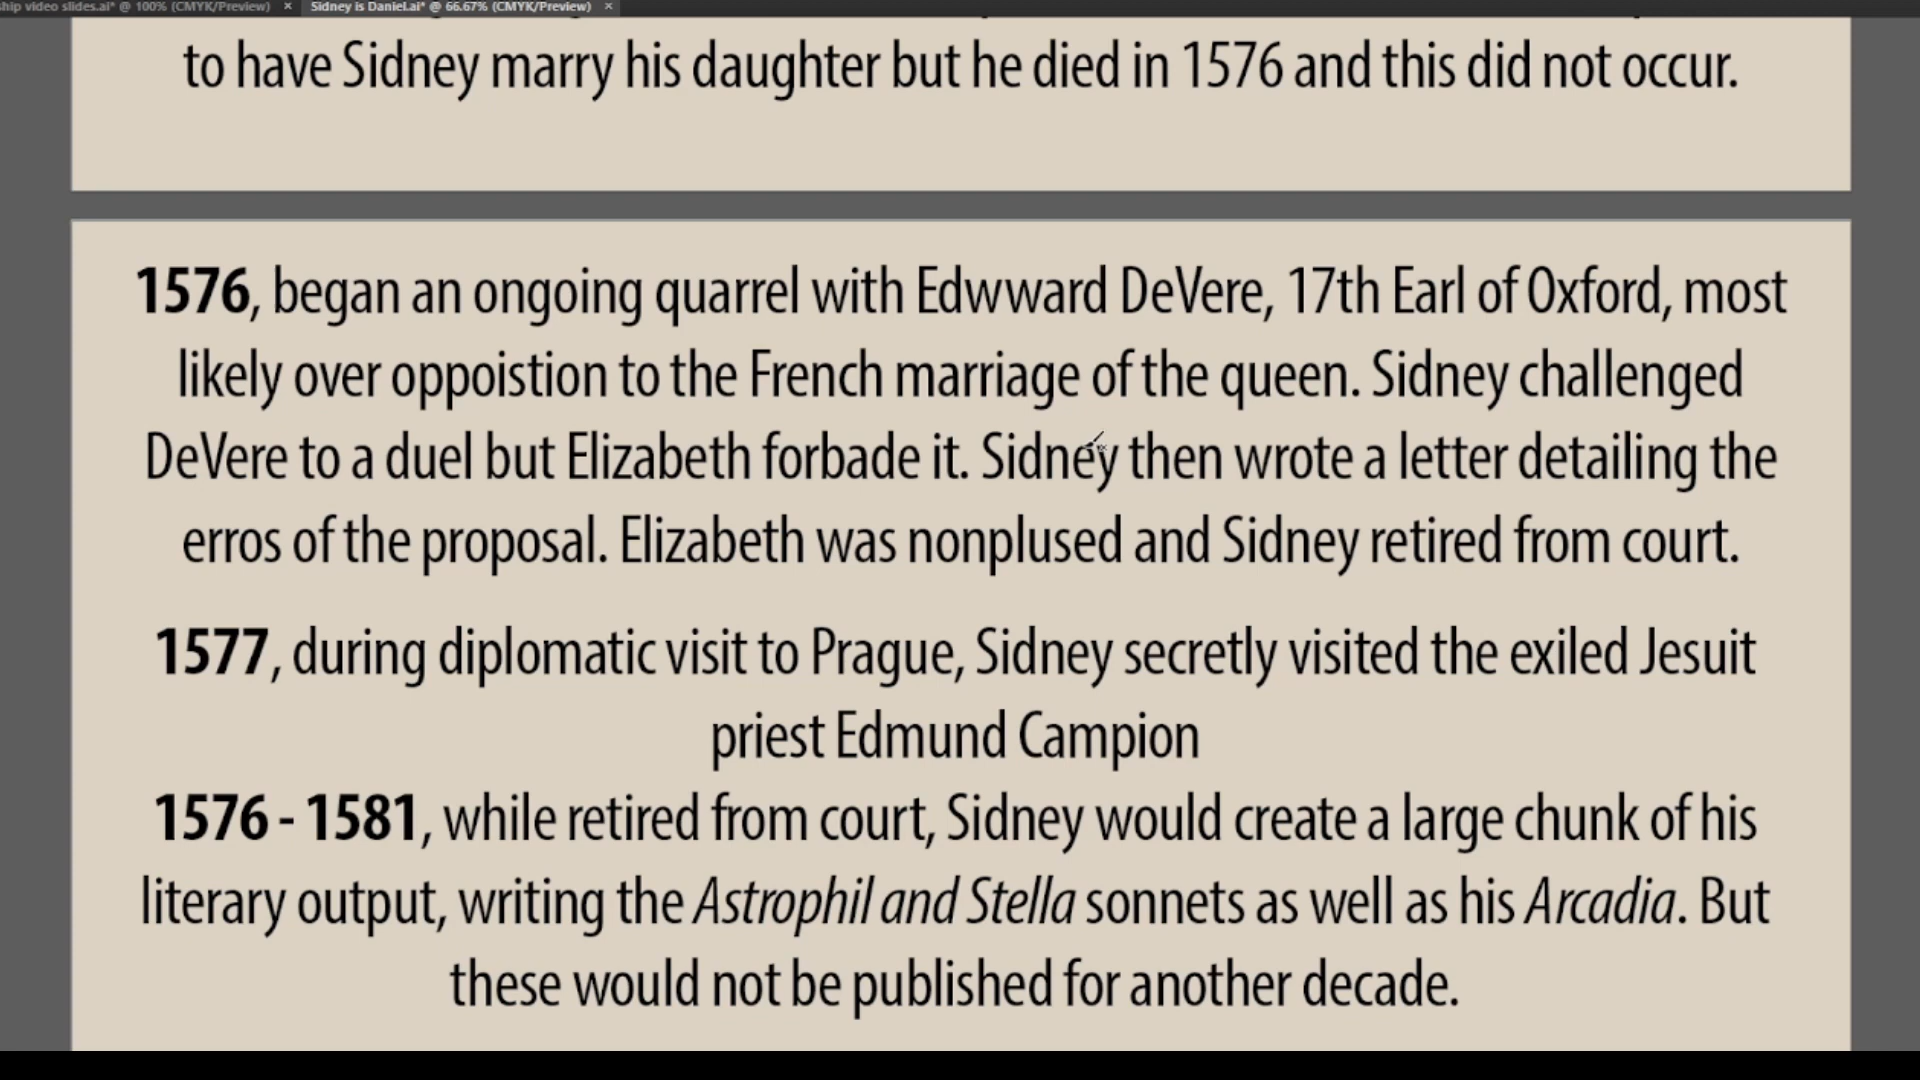 ship video slides.ai* @ 100% (CMYK/Preview) × Sidney is Daniel.ai* @ 66.67% (CMYK/Preview) ×
to have Sidney marry his daughter but he died in 1576 and this did not occur.
1576, began an ongoing quarrel with Edwward DeVere, 17th Earl of Oxford, most
likely over oppoistion to the French marriage of the queen. Sidney challenged
DeVere to a duel but Elizabeth forbade it. Sidney then wrote a letter detailing the
erros of the proposal. Elizabeth was nonplused and Sidney retired from court.
1577, during diplomatic visit to Prague, Sidney secretly visited the exiled Jesuit
priest Edmund Campion
1576 - 1581, while retired from court, Sidney would create a large chunk of his
literary output, writing the Astrophil and Stella sonnets as well as his Arcadia. But
these would not be published for another decade.